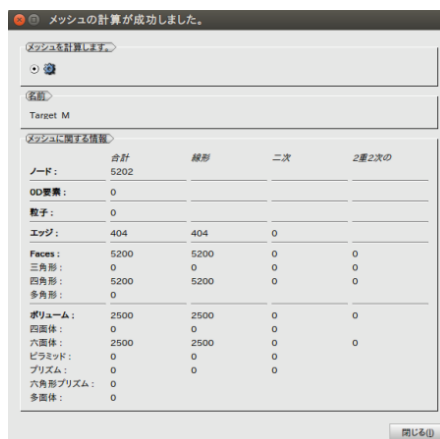 メッシュの計算が成功しました。
メッシュを計算します。
名前
Target M
メッシュに関する情報
合計 線形 二次 2重2次の
ノード: 5202
0D要素: 0
粒子: 0
エッジ: 404 404 0
Faces: 5200 5200 0 0
三角形: 0 0 0 0
四角形: 5200 5200 0 0
多角形: 0
ボリューム: 2500 2500 0 0
四面体: 0 0 0
六面体: 2500 2500 0 0
ピラミッド: 0 0 0
プリズム: 0 0 0
六角形プリズム: 0
多面体: 0
閉じる(I)